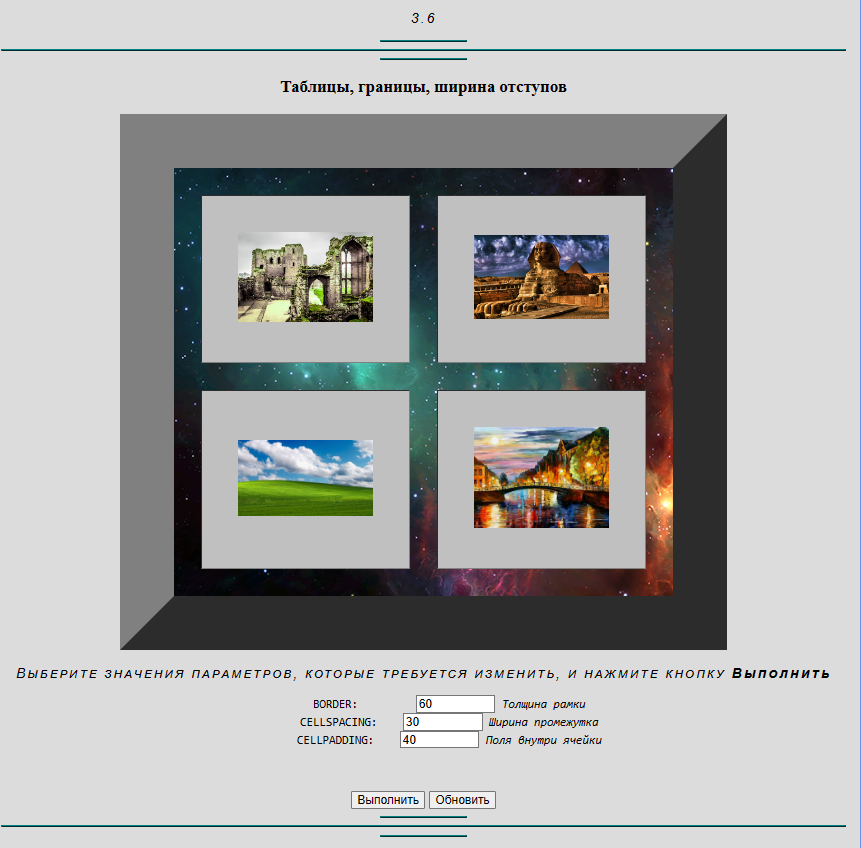 3.6
Таблицы, границы, ширина отступов
Выберите значения параметров, которые требуется изменить, и нажмите кнопку Выполнить
BORDER: 60 Толщина рамки
CELLSPACING: 30 Ширина промежутка
CELLPADDING: 40 Поля внутри ячейки
Выполнить Обновить